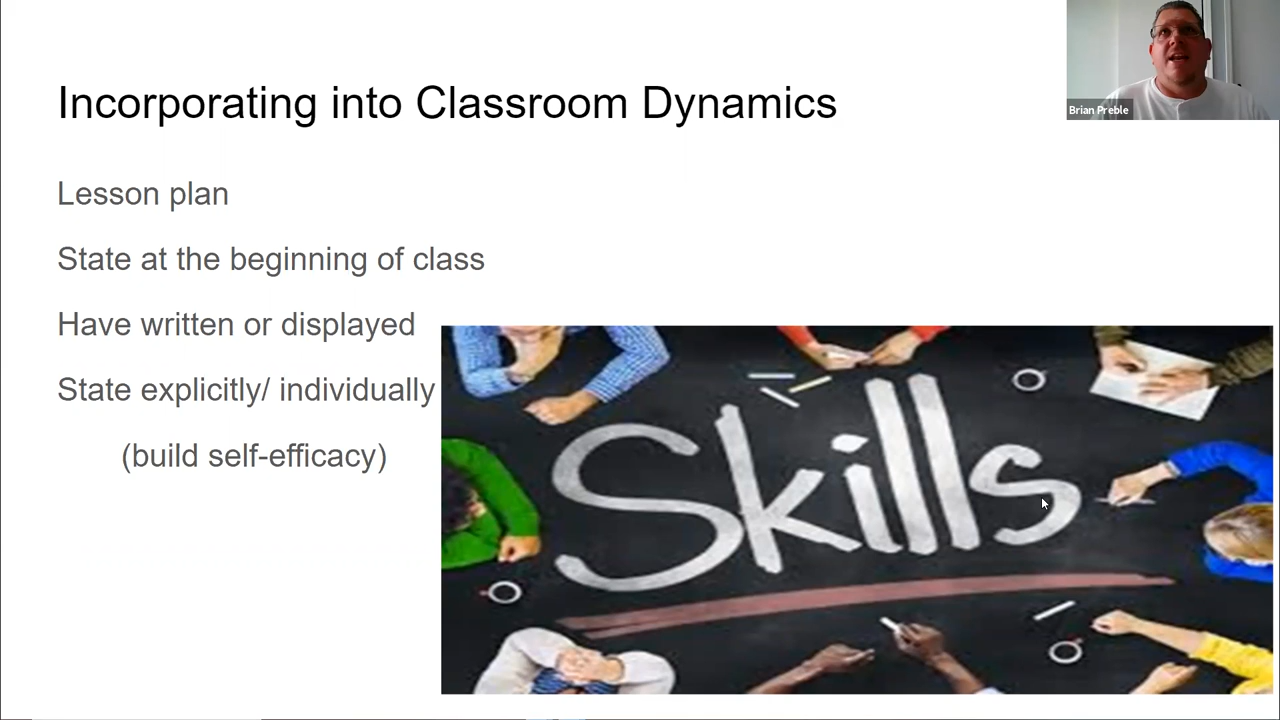 Incorporating into Classroom Dynamics
Brian Preble
Lesson plan
State at the beginning of class
Have written or displayed
State explicitly/ individually
(build self-efficacy)
Skills